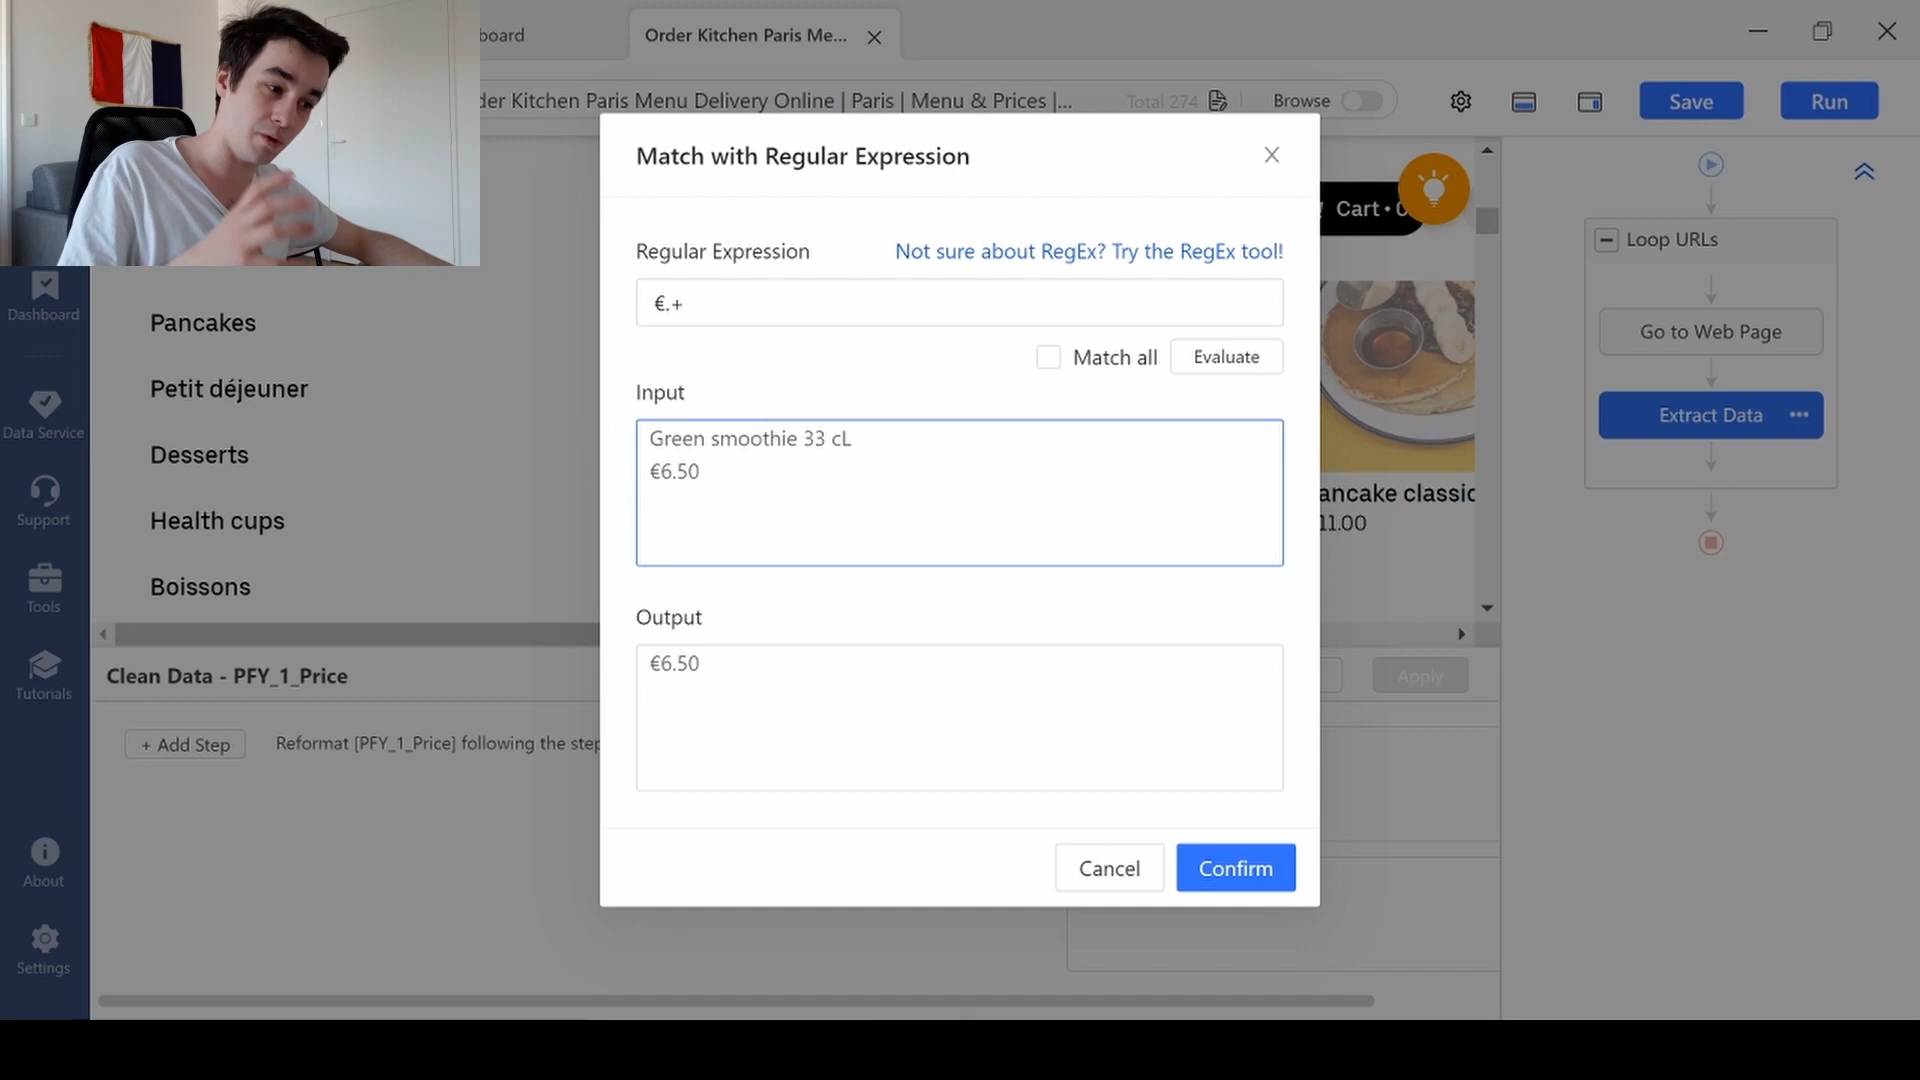 board
Order Kitchen Paris Me...
der Kitchen Paris Menu Delivery Online | Paris | Menu & Prices |...
Total 274
Browse
Save
Run
Match with Regular Expression
Regular Expression
Not sure about RegEx? Try the RegEx tool!
€.+
Match all
Evaluate
Input
Green smoothie 33 cL
€6.50
Output
€6.50
Cancel
Confirm
Dashboard
Data Service
Support
Tools
Tutorials
About
Settings
Pancakes
Petit déjeuner
Desserts
Health cups
Boissons
Cart •
ancake classic
11.00
Loop URLs
Go to Web Page
Extract Data
Clean Data - PFY_1_Price
Apply
+ Add Step
Reformat [PFY_1_Price] following the step